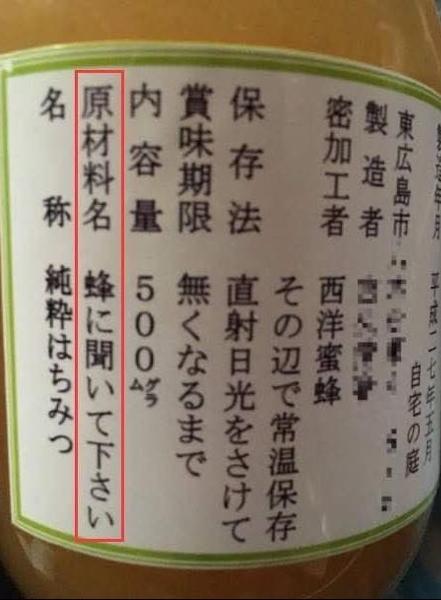 名称 純粋はちみつ
原材料名 蜂に聞いて下さい
内容量 500グラム
賞味期限 無くなるまで
保存法 直射日光をさけて
その辺で常温保存
密加工者 西洋蜜蜂
製造者
東広島市
自宅の庭
年月 平成二七年五月